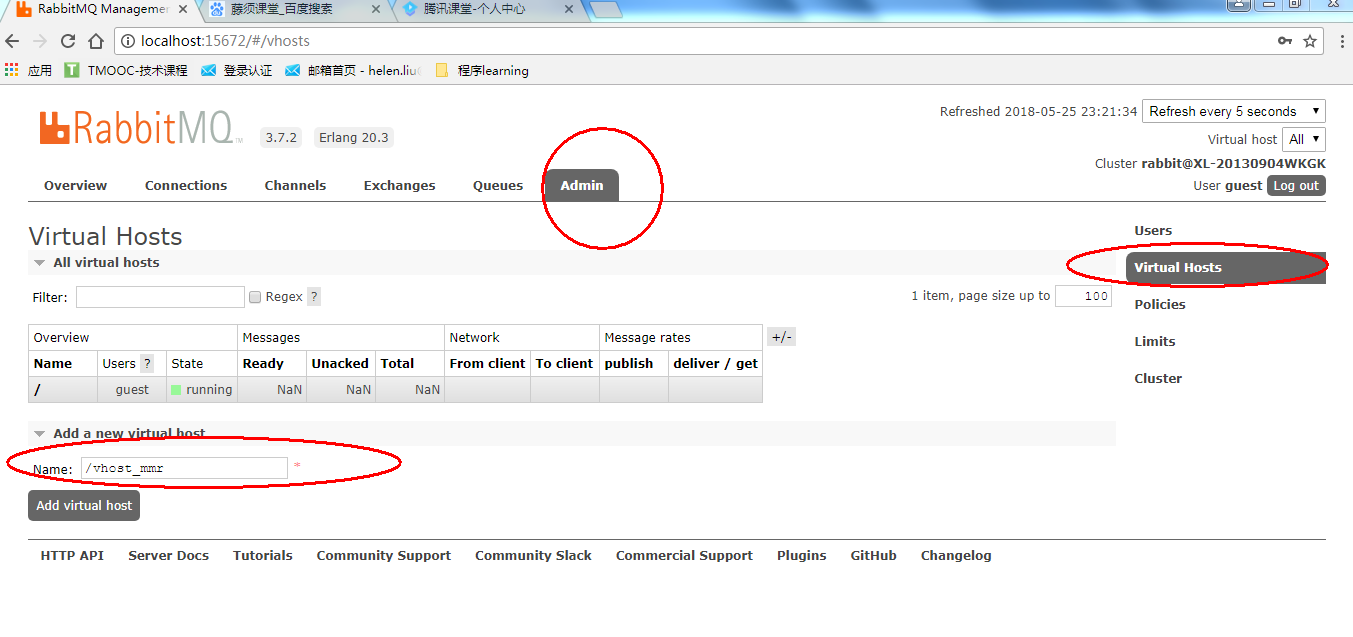 RabbitMQ Managemen
藤须课堂_百度搜索
腾讯课堂-个人中心
localhost:15672/#/vhosts
应用 TMOOC-技术课程 登录认证 邮箱首页 - helen.liu 程序learning
RabbitMQ TM 3.7.2 Erlang 20.3
Refreshed 2018-05-25 23:21:34 Refresh every 5 seconds
Virtual host All
Cluster rabbit@XL-20130904WKGK
User guest Log out
Overview Connections Channels Exchanges Queues Admin
Virtual Hosts
All virtual hosts
Filter: Regex ? 1 item, page size up to 100
Overview Messages Network Message rates +/-
Name Users ? State Ready Unacked Total From client To client publish deliver / get
/ guest running NaN NaN NaN
Add a new virtual host
Name: /vhost_mmr *
Add virtual host
Users
Virtual Hosts
Policies
Limits
Cluster
HTTP API Server Docs Tutorials Community Support Community Slack Commercial Support Plugins GitHub Changelog